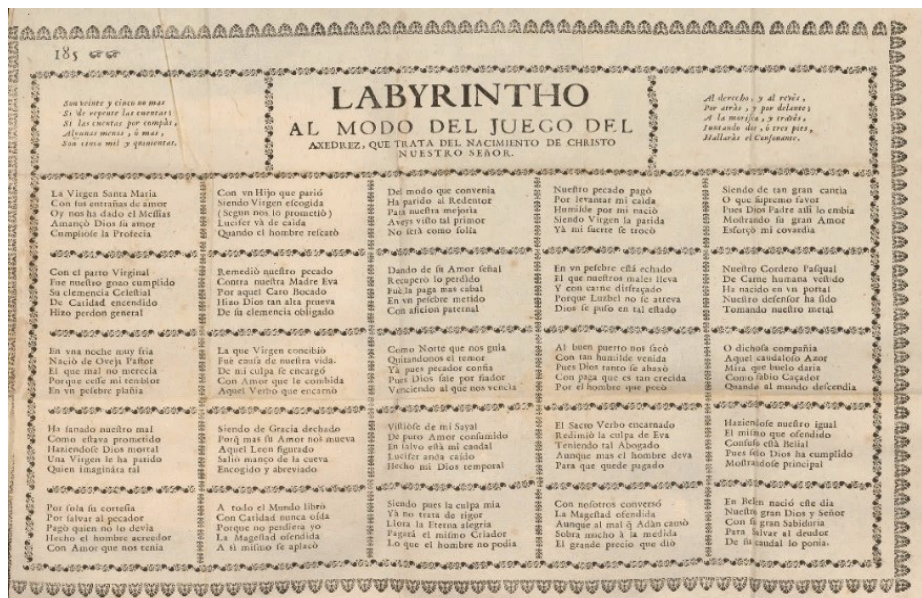 185
Son veinte y cinco no mas
Si de repente las cuentas;
Si las cuentas por compàs,
Algunas menos, ò mas,
Son cinco mil y quinientas.
LABYRINTHO
AL MODO DEL JUEGO DEL
AXEDREZ, QUE TRATA DEL NACIMIENTO DE CHRISTO
NUESTRO SEñOR.
Al derecho, y al revès,
Por atràs, y por delante;
A la morisca, y travès,
Juntando dos, ò tres pies,
Hallaràs el Consonante.
La Virgen Santa Maria
Con sus entrañas de amor
Oy nos ha dado el Messias
Amançò Dios su amor
Cumpliose la Profecia
Con vn Hijo que pariò
Siendo Virgen escogida
(Segun nos lo prometiò)
Lucifer và de caida
Quando el hombre rescatò
Del modo que convenia
Ha parido al Redentor
Para nuestra mejoria
Aveys visto tal primor
No serà como solia
Nuestro pecado pagò
Por levantar mi caida
Humilde por mi naciò
Siendo Virgen la parida
Yà mi suerte se trocò
Siendo de tan gran cantia
O que supremo favor
Pues Dios Padre assi lo embia
Mostrando su gran Amor
Esforçò mi covardia
Con el parto Virginal
Fue nuestro gozo cumplido
Su clemencia Celestial
De Caridad encendido
Hizo perdon general
Remediò nuestro pecado
Contra nuestra Madre Eva
Por aquel Caro Bocado
Hizo Dios tan alta prueva
De su clemencia obligado
Dando de su Amor señal
Recupero lo perdido
Fuè la paga mas cabal
En vn pesebre metido
Con aficion paternal
En vn pesebre està echado
El que nuestros males lleva
Y con carne disfraçado
Porque Luzbel no se atreva
Dios se puso en tal estado
Nuestro Cordero Pasqual
De Carne humana vestido
Ha nacido en vn portal
Nuestro defensor ha sido
Tomando nuestro metal
En vna noche muy fria
Naciò de Oveja Pastor
El que mal no merecia
Porque cesse mi temblor
En vn pesebre plañia
La que Virgen concibiò
Fuè causa de nuestra vida.
De mi culpa se encargò
Con Amor que le combida
Aquel Verbo que encarnò
Como Norte que nos guia
Quitandonos el temor
Yà pues pecador confia
Pues Dios sale por fiador
Venciendo al que nos vencia
Al buen puerto nos sacò
Con tan humilde venida
Pues Dios tanto se abaxò
Con paga que es tan crecida
Por el hombre que pecò
O dichosa compañia
Aquel caudaloso Azor
Mira que buelo daria
Como sabio Caçador
Quando al mundo descendia
Ha sanado nuestro mal
Como estava prometido
Haziendose Dios mortal
Una Virgen le ha parido
Quien imaginàra tal
Siendo de Gracia dechado
Porq̃ mas su Amor nos mueva
Aquel Leon figurado
Saliò manço de la cueva
Encogido y abreviado
Vistiòse de mi Sayal
De puro Amor consumido
En salvo està mi caudal
Lucifer anda caido
Hecho mi Dios temporal
El Sacro Verbo encarnado
Redimiò la culpa de Eva
Teniendo tal Abogado
Aunque mas el hombre deva
Para que quede pagado
Haziendose nuestro igual
El mismo que ofendido
Confuso està Belial
Pues solo Dios ha cumplido
Mostrandose principal
Por sola su cortesia
Por salvar al pecador
Pagò quien no lo devia
Hecho el hombre acreedor
Con Amor que nos tenia
A todo el Mundo librò
Con Caridad nunca oida
Porque no pensera yo
La Magestad ofendida
A si mismo se aplacò
Siendo pues la culpa mia
Yà no trata de rigor
Llora la Eterna alegria
Pagarà el mismo Criador
Lo que el hombre no podia
Con nosotros conversò
La Magestad ofendida
Aunque al mal q̃ Adàn causò
Sobra mucho à la medida
El grande precio que diò
En Belen naciò este dia
Nuestro gran Dios y Señor
Con su gran Sabiduria
Para salvar al deudor
De su caudal lo ponia.